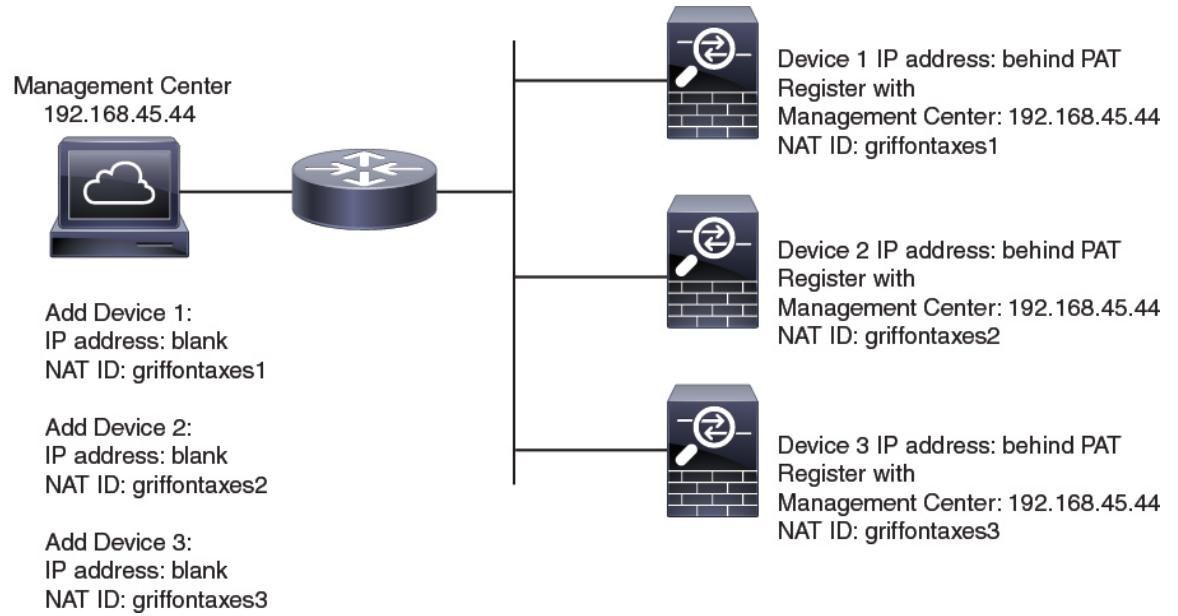 Management Center
192.168.45.44
Add Device 1:
IP address: blank
NAT ID: griffontaxes1
Add Device 2:
IP address: blank
NAT ID: griffontaxes2
Add Device 3:
IP address: blank
NAT ID: griffontaxes3
Device 1 IP address: behind PAT
Register with
Management Center: 192.168.45.44
NAT ID: griffontaxes1
Device 2 IP address: behind PAT
Register with
Management Center: 192.168.45.44
NAT ID: griffontaxes2
Device 3 IP address: behind PAT
Register with
Management Center: 192.168.45.44
NAT ID: griffontaxes3